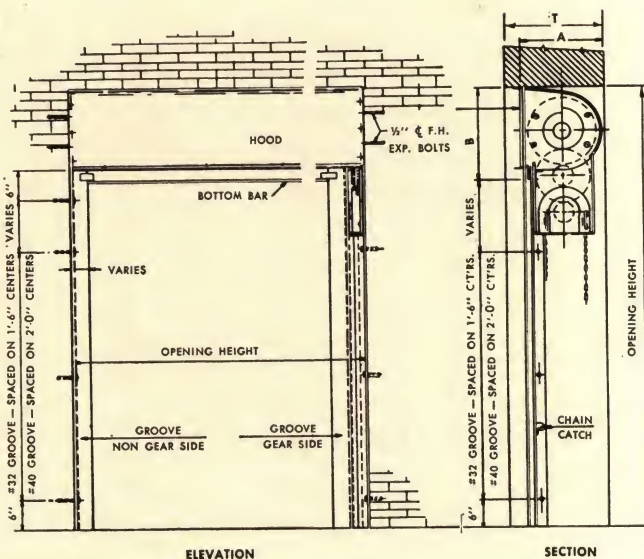 T
A
HOOD
½" ₵ F.H.
EXP. BOLTS
B
BOTTOM BAR
VARIES
OPENING HEIGHT
GROOVE
NON GEAR SIDE
GROOVE
GEAR SIDE
6" #32 GROOVE — SPACED ON 1'-6" CENTERS VARIES 6"
#40 GROOVE — SPACED ON 2'-0" CENTERS
6" #32 GROOVE — SPACED ON 1'-6" C'T'RS. VARIES
#40 GROOVE — SPACED ON 2'-0" C'T'RS.
CHAIN
CATCH
OPENING HEIGHT
ELEVATION
SECTION